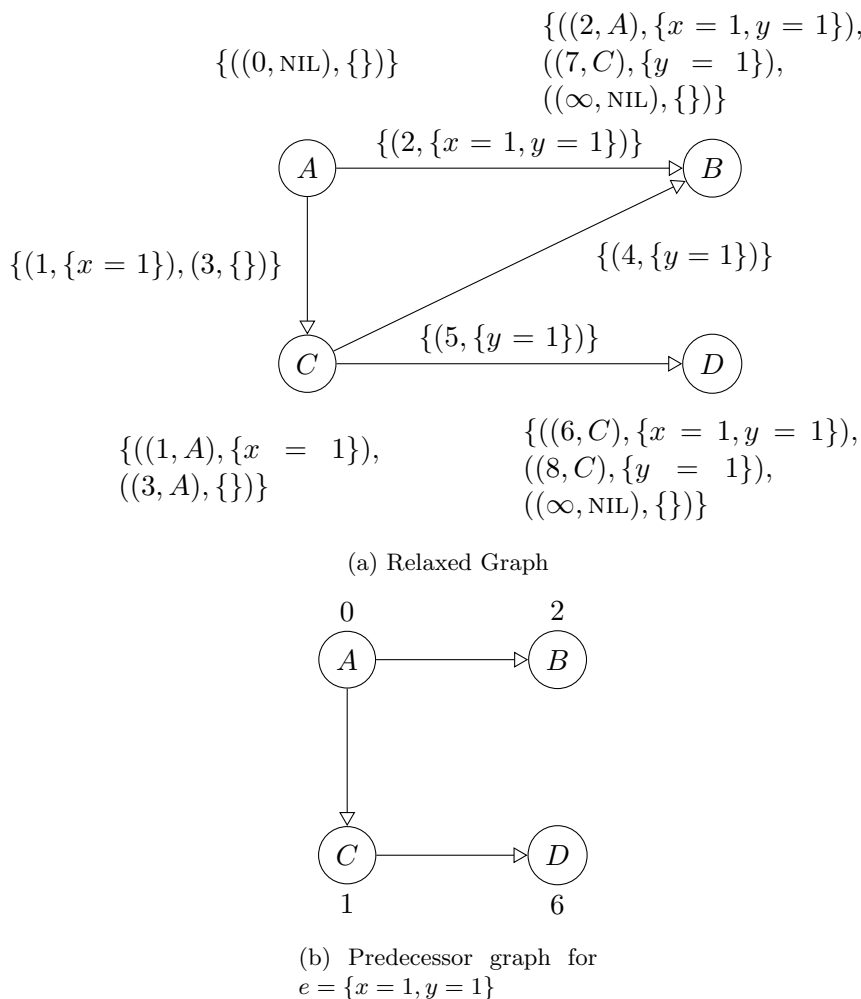 {((0, NIL), {})}
{((2, A), {x = 1, y = 1}),
((7, C), {y = 1}),
((∞, NIL), {})}
A
{(2, {x = 1, y = 1})}
B
{(1, {x = 1}), (3, {})}
{(4, {y = 1})}
C
{(5, {y = 1})}
D
{((1, A), {x = 1}),
((3, A), {})}
{((6, C), {x = 1, y = 1}),
((8, C), {y = 1}),
((∞, NIL), {})}
(a) Relaxed Graph
0
2
A
B
C
D
1
6
(b) Predecessor graph for
e = {x = 1, y = 1}